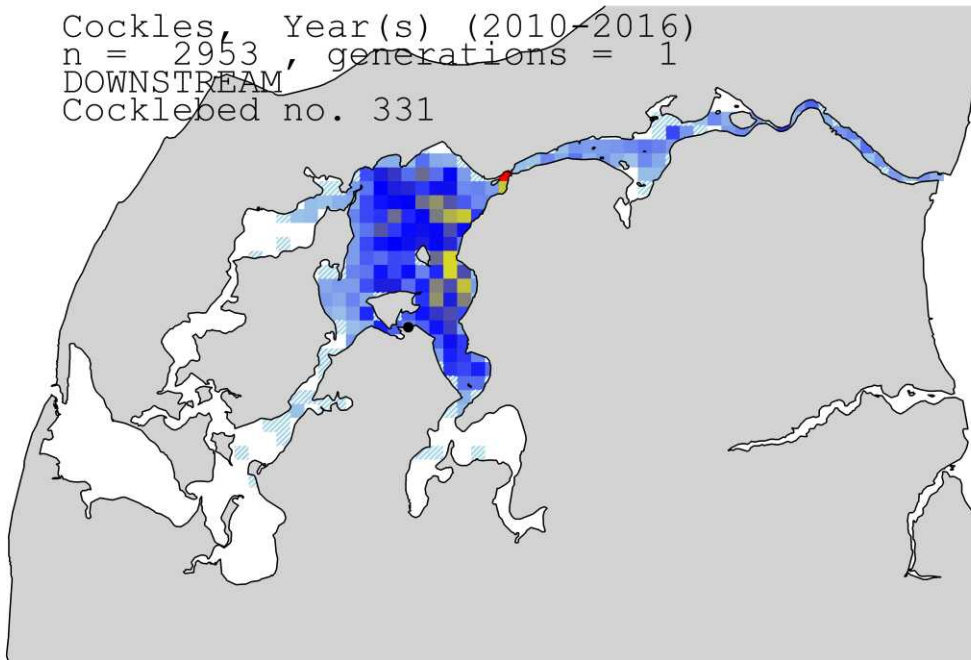 Cockles, Year(s) (2010-2016)
n = 2953 , generations = 1
DOWNSTREAM
Cocklebed no. 331